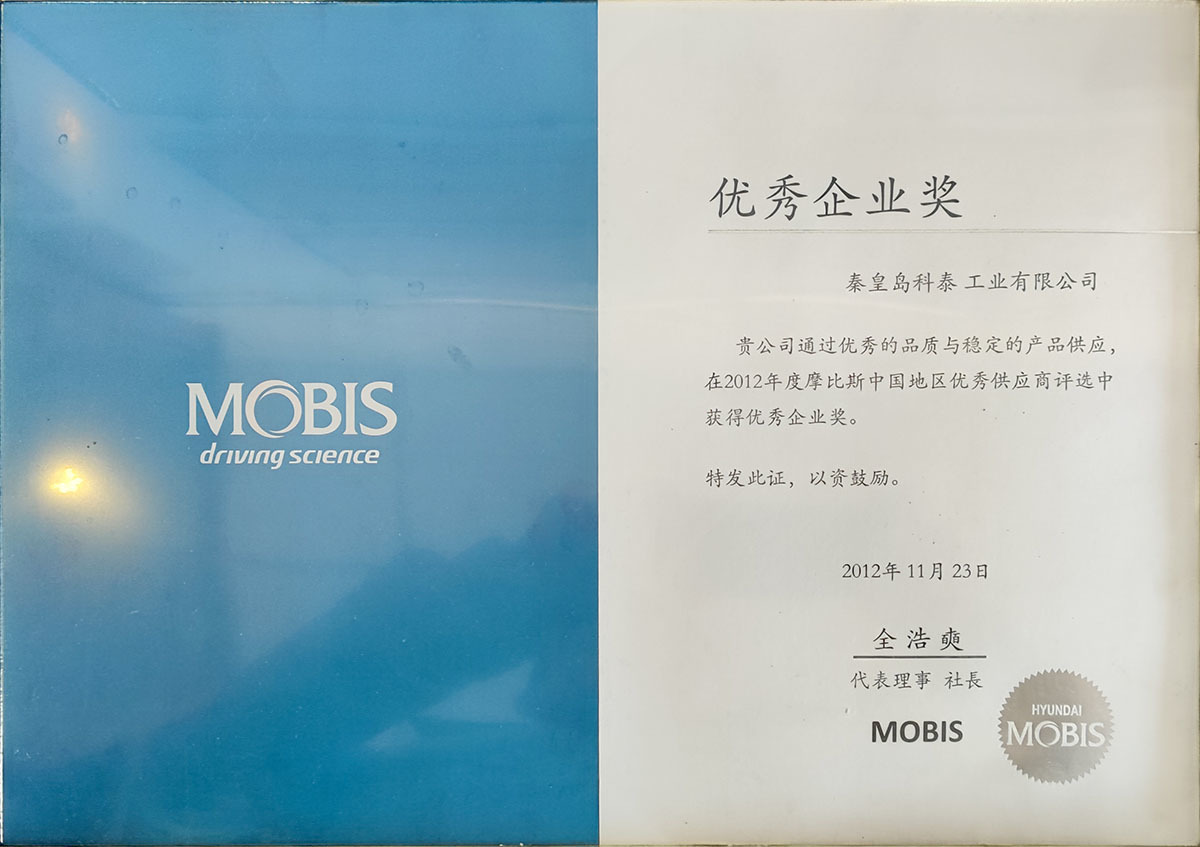 MOBIS
driving science
优秀企业奖
秦皇岛科泰 工业有限公司
贵公司通过优秀的品质与稳定的产品供应，
在2012年度摩比斯中国地区优秀供应商评选中
获得优秀企业奖。
特发此证，以资鼓励。
2012年 11月 23日
全浩奭
代表理事 社長
MOBIS
HYUNDAI
MOBIS